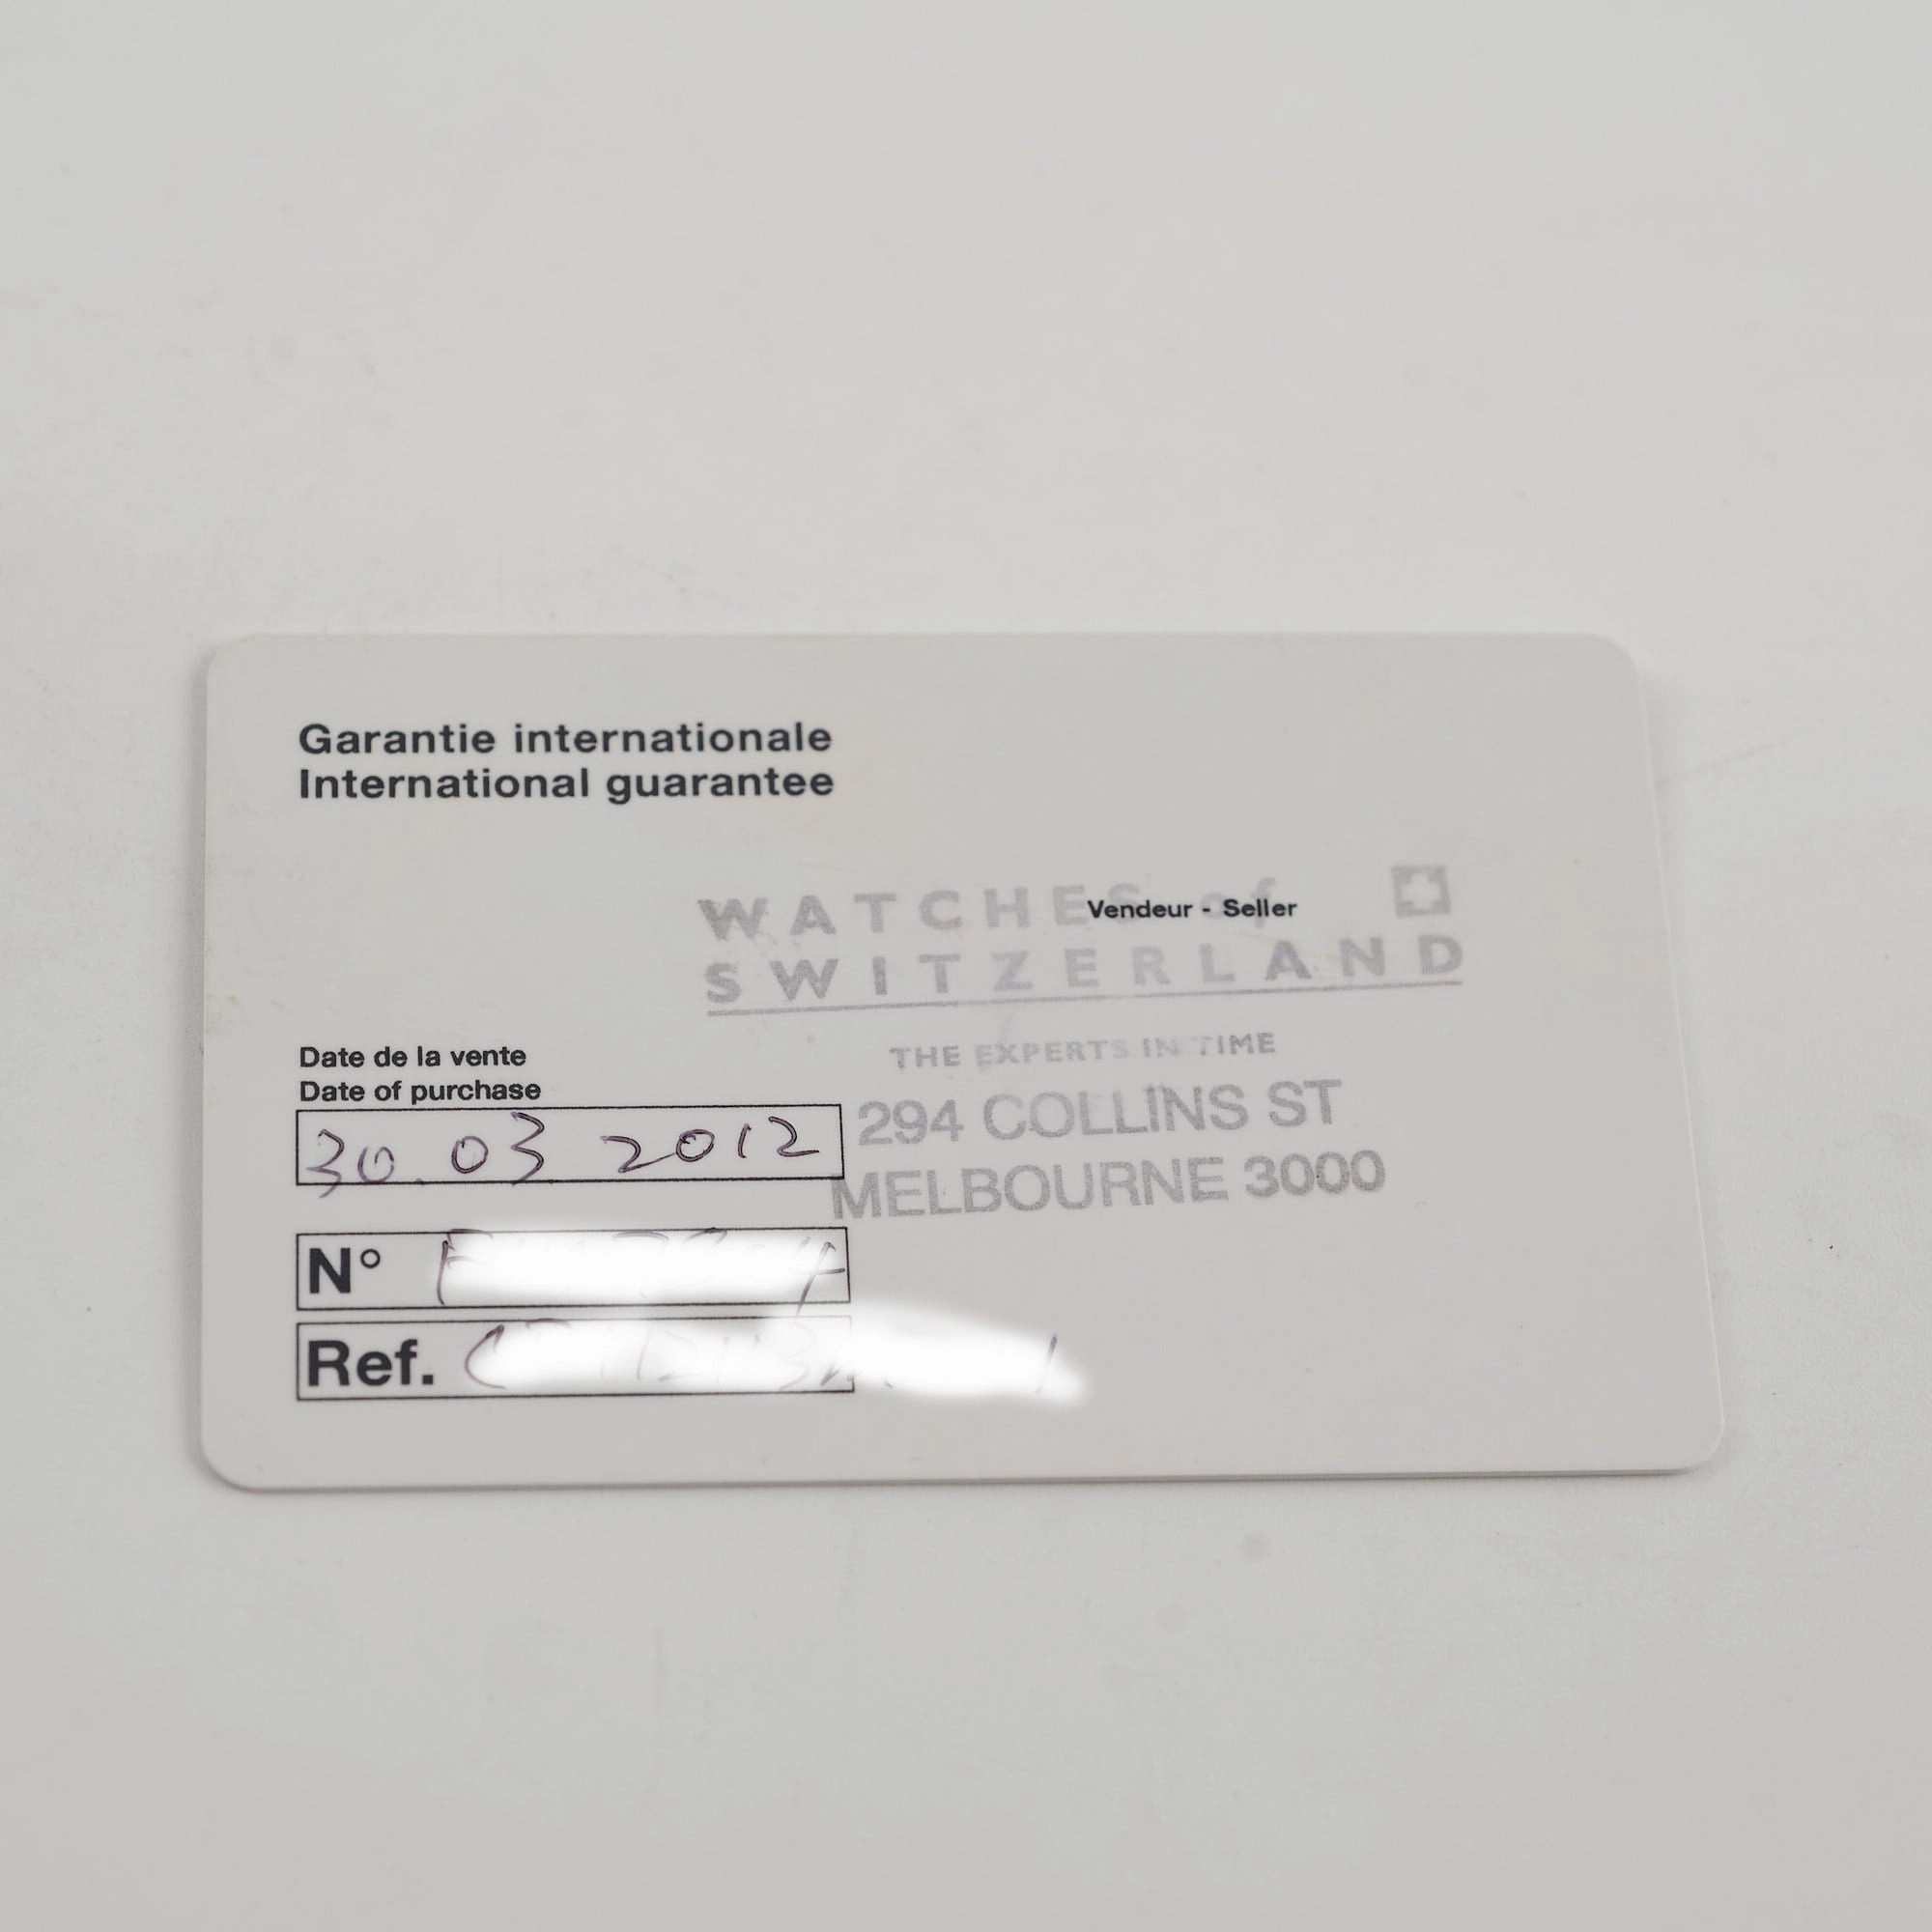 Garantie internationale
International guarantee
Vendeur - Seller
WATCHES of
SWITZERLAND
THE EXPERTS IN TIME
294 COLLINS ST
MELBOURNE 3000
Date de la vente
Date of purchase
30.03 2012
N°
Ref.